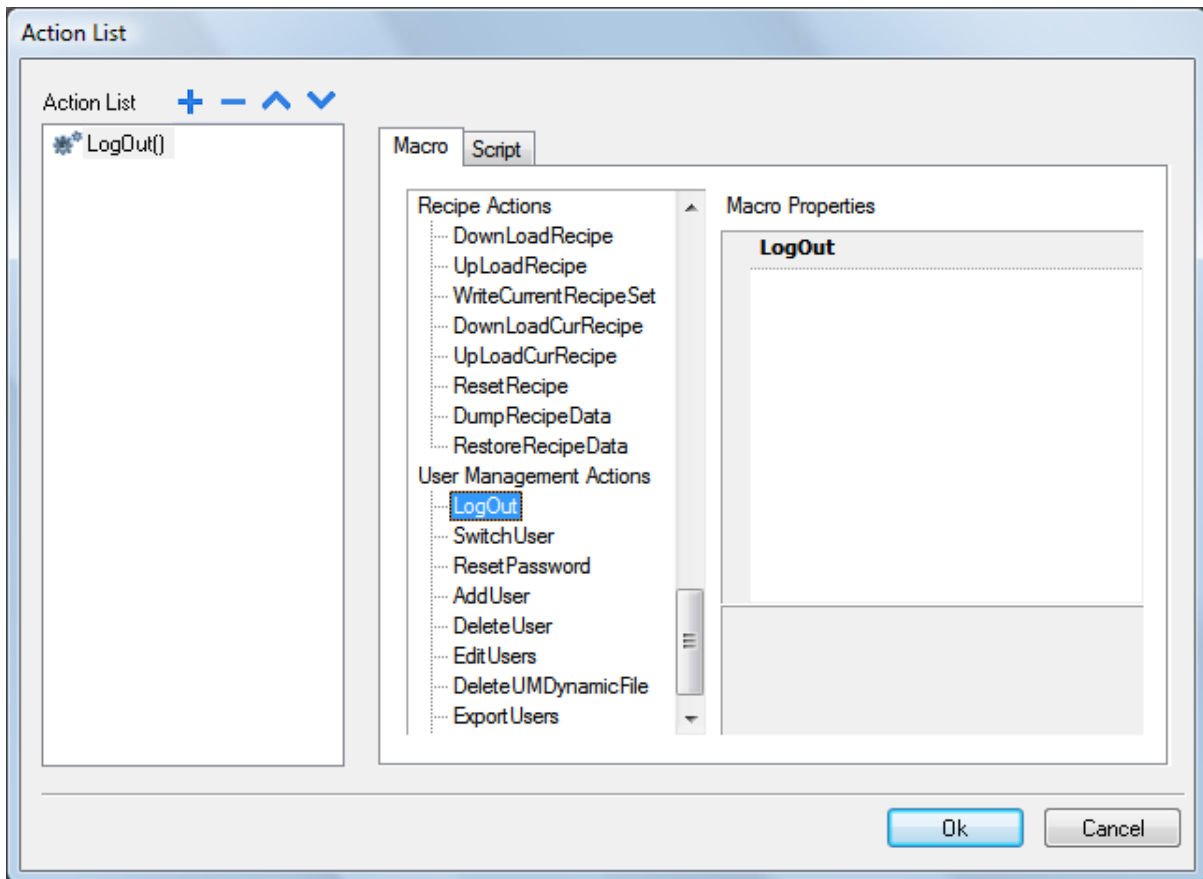 Action List
Action List
LogOut()
Macro
Script
Recipe Actions
DownLoadRecipe
UpLoadRecipe
WriteCurrentRecipeSet
DownLoadCurRecipe
UpLoadCurRecipe
ResetRecipe
DumpRecipeData
RestoreRecipeData
User Management Actions
LogOut
SwitchUser
ResetPassword
AddUser
DeleteUser
EditUsers
DeleteUMDynamicFile
ExportUsers
Macro Properties
LogOut
Ok
Cancel